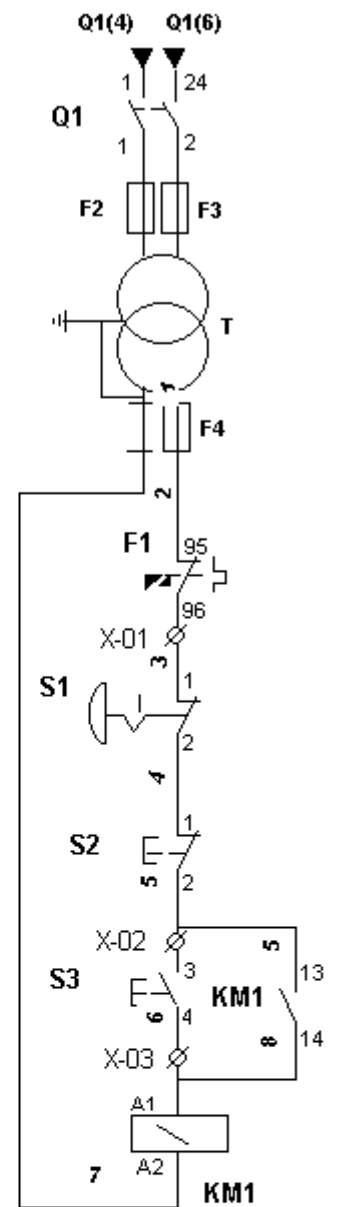 Q1(4) Q1(6)
1 24
Q1
1 2
F2 F3
T
1
F4
2
F1 95
96
X-01
3
S1 1
2
4
S2 1
5 2
X-02 5
S3 3 KM1 13
6 4 8 14
X-03
A1
A2
7 KM1